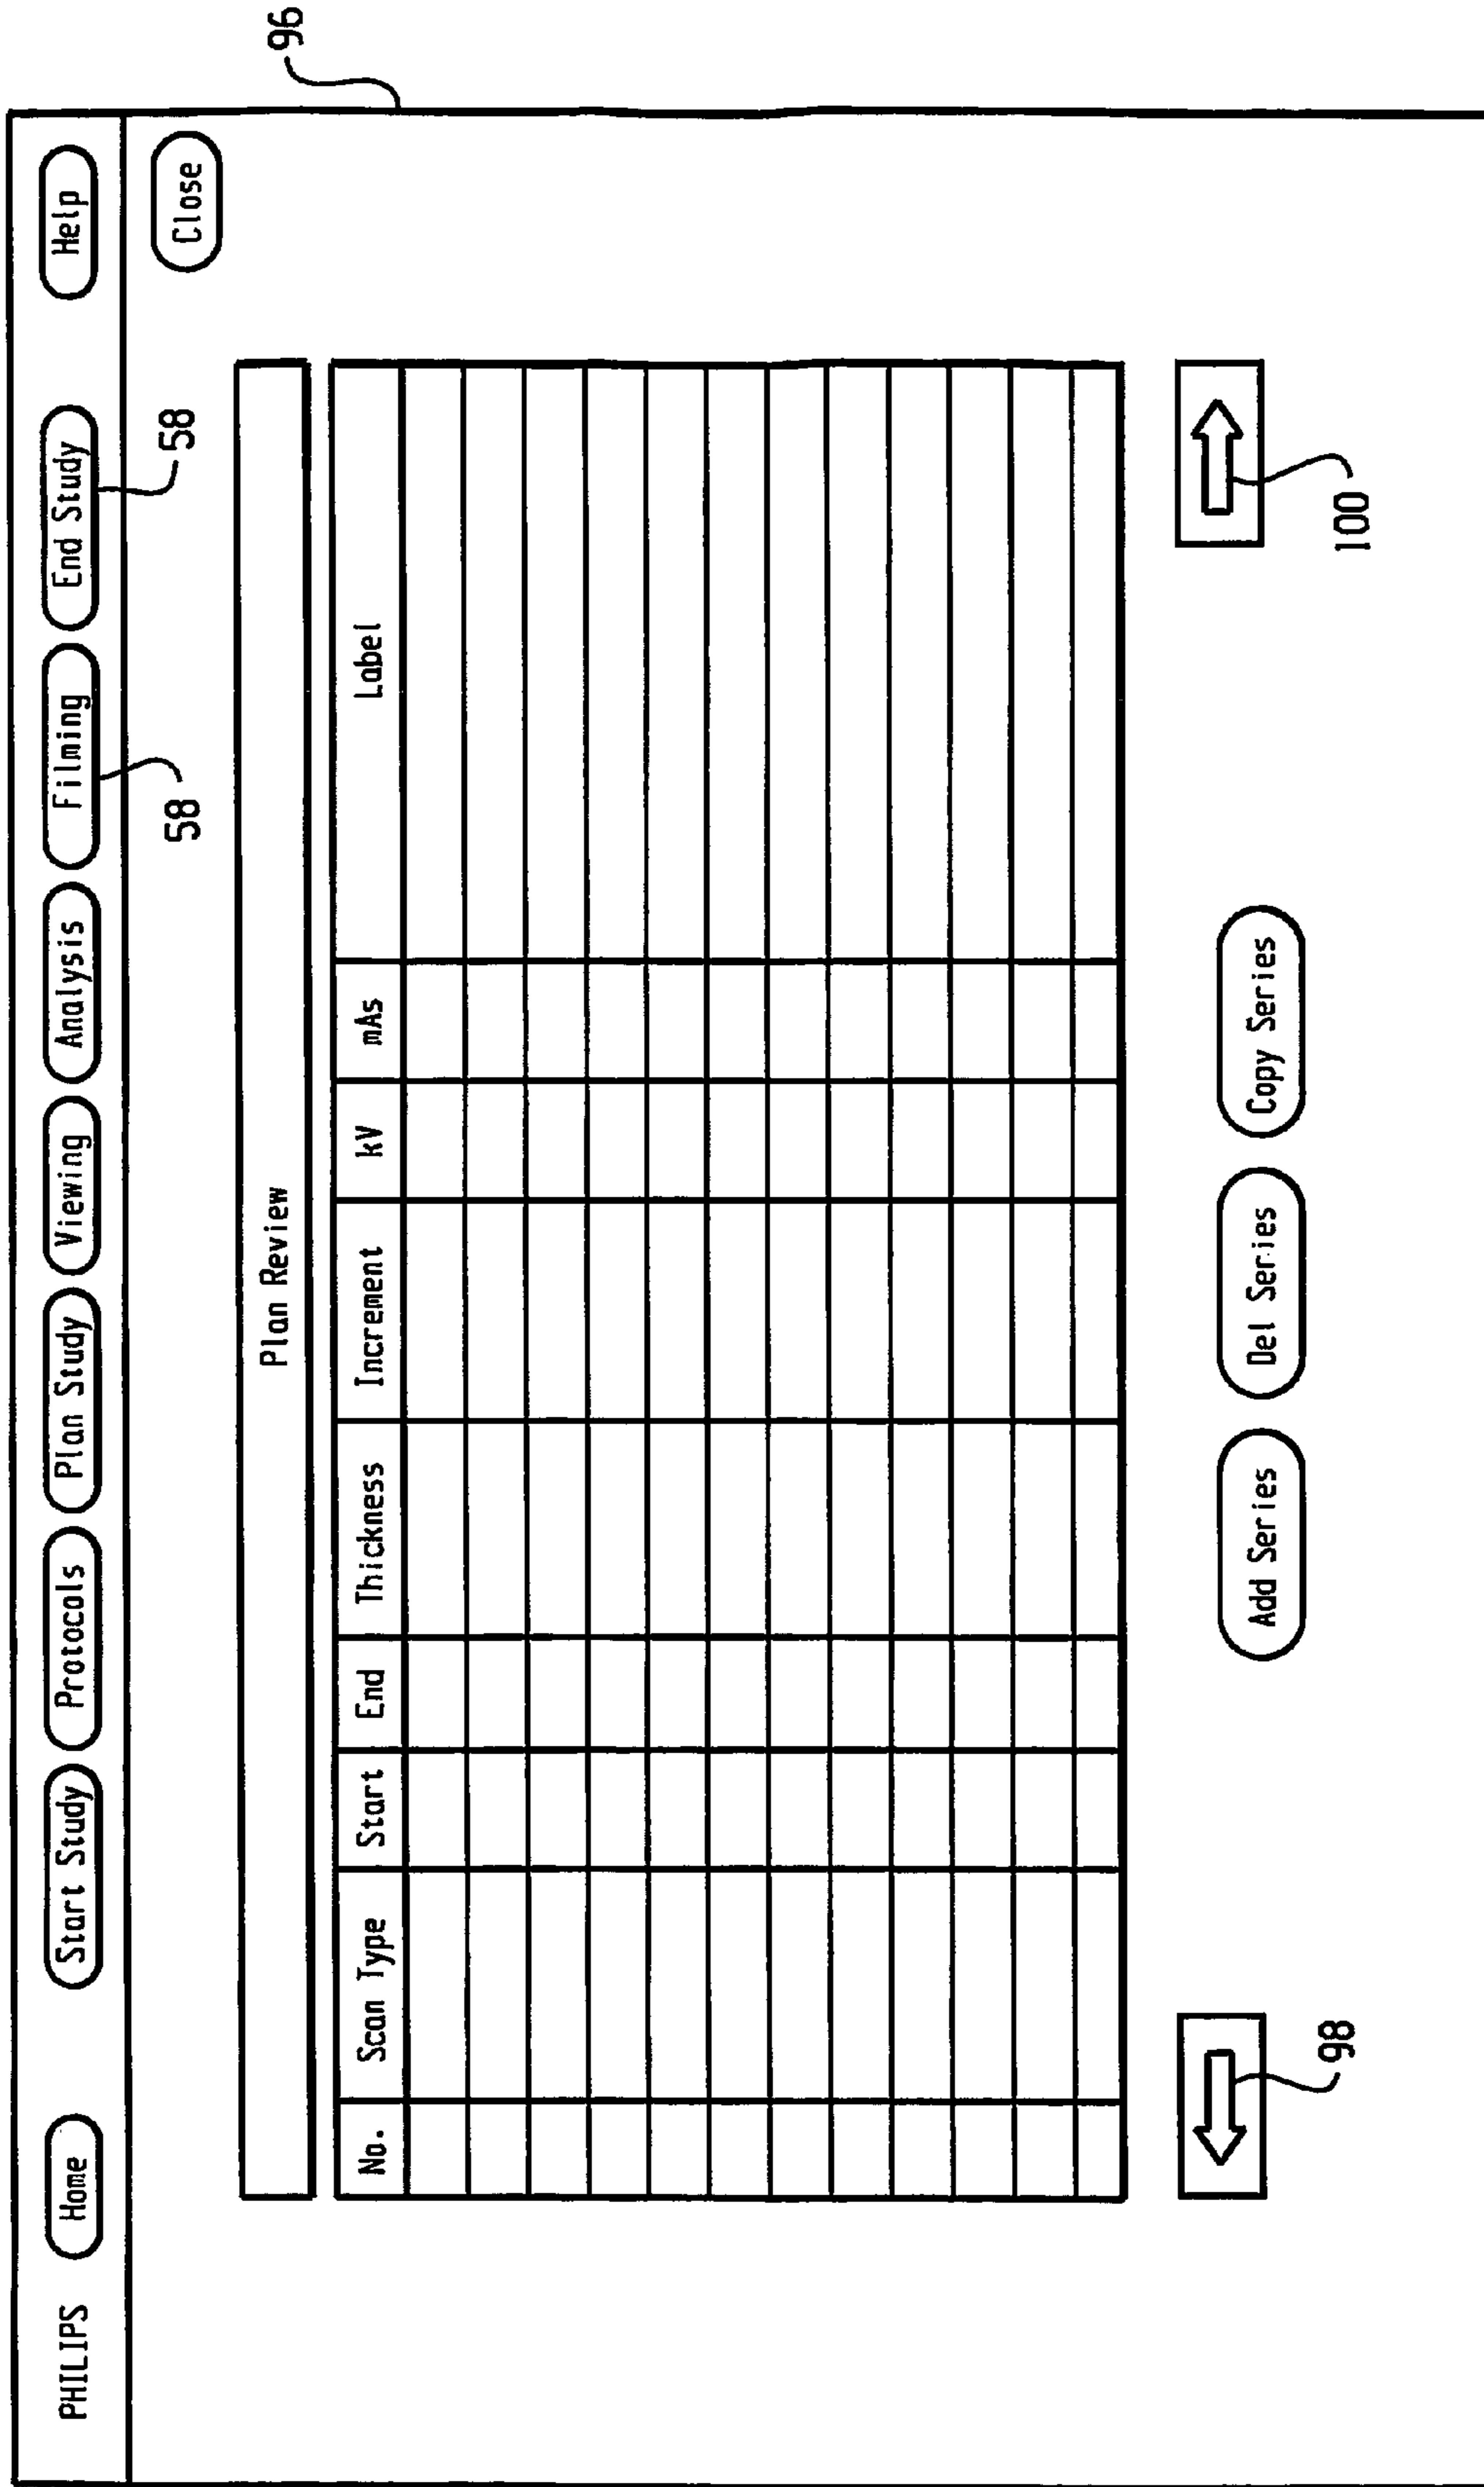 PHILIPS Home Start Study Protocols Plan Study Viewing Analysis Filming End Study Help
58 58 96
Close
Plan Review
No. Scan Type Start End Thickness Increment kV mAs Label
98 100
Add Series Del Series Copy Series